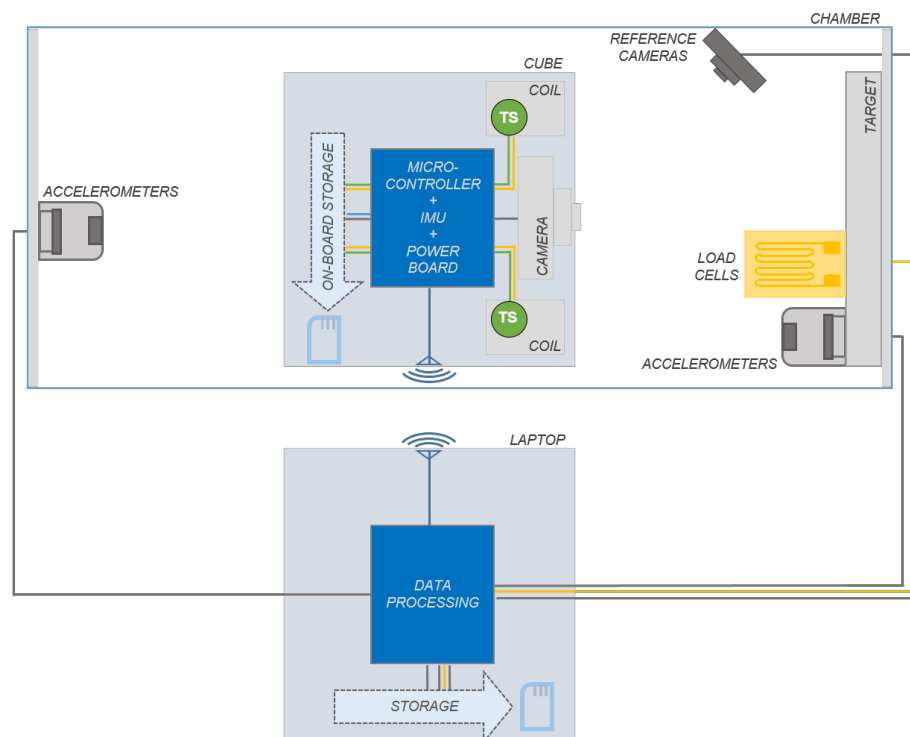 CHAMBER
REFERENCE
CAMERAS
CUBE
COIL
TS
TARGET
ON-BOARD STORAGE
MICRO-
CONTROLLER
+
IMU
+
POWER
BOARD
CAMERA
ACCELEROMETERS
LOAD
CELLS
TS
COIL
ACCELEROMETERS
LAPTOP
DATA
PROCESSING
STORAGE